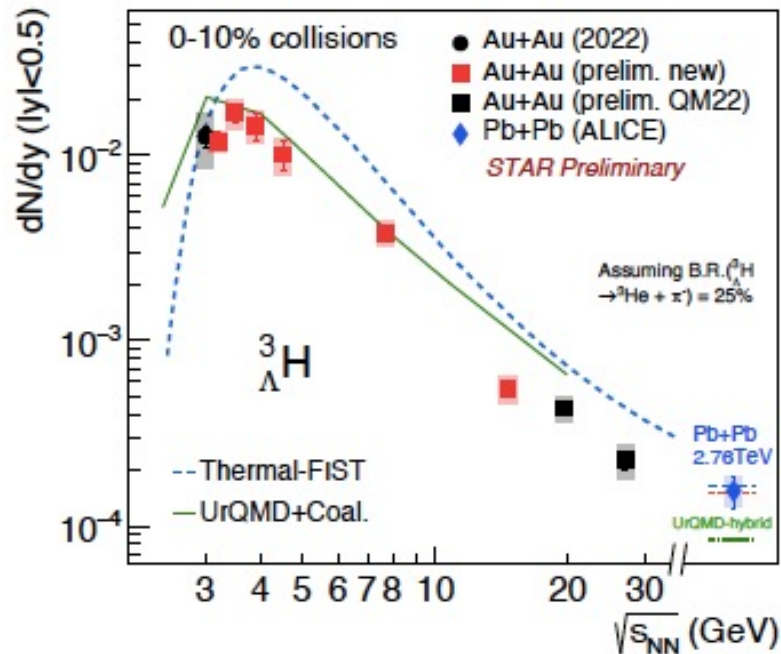 dN/dy (|y|<0.5)
0-10% collisions
Au+Au (2022)
Au+Au (prelim. new)
Au+Au (prelim. QM22)
Pb+Pb (ALICE)
STAR Preliminary
Assuming B.R.(³ΛH
→³He + π⁻) = 25%
³ΛH
Thermal-FIST
UrQMD+Coal.
Pb+Pb
2.76TeV
UrQMD-hybrid
10⁻²
10⁻³
10⁻⁴
3 4 5 6 7 8 10 20 30
√sNN (GeV)